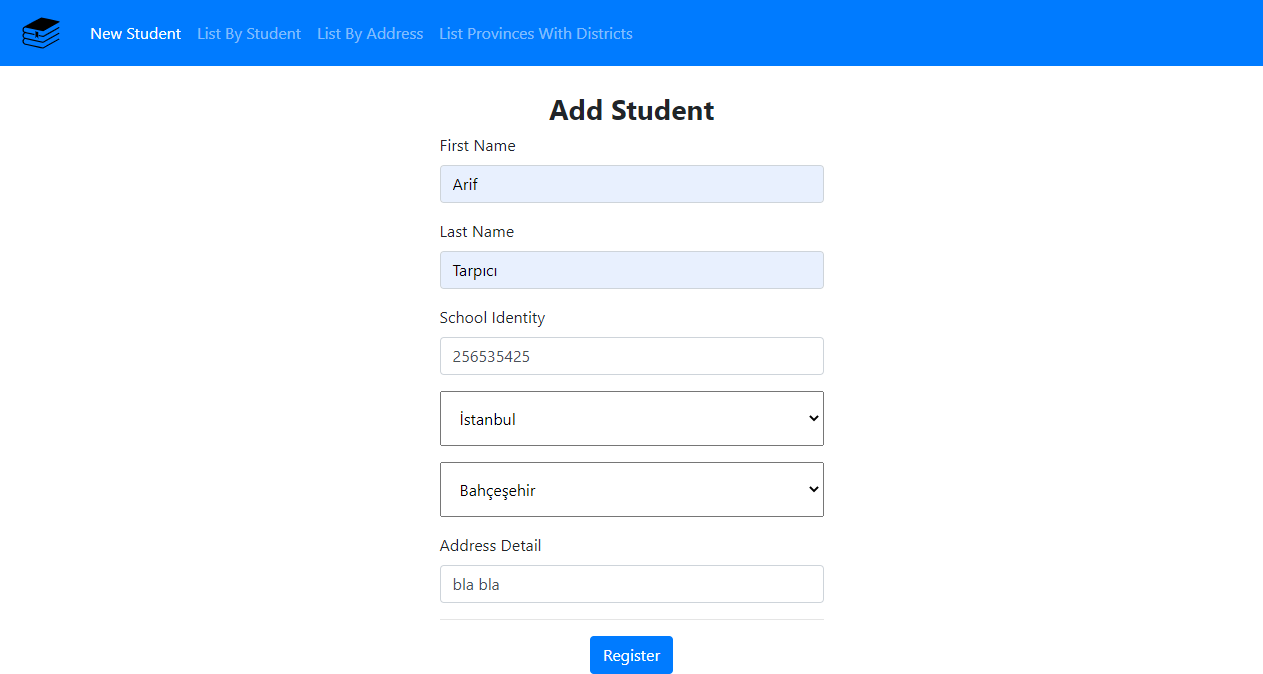 New Student List By Student List By Address List Provinces With Districts
Add Student
First Name
Arif
Last Name
Tarpıcı
School Identity
256535425
İstanbul
Bahçeşehir
Address Detail
bla bla
Register